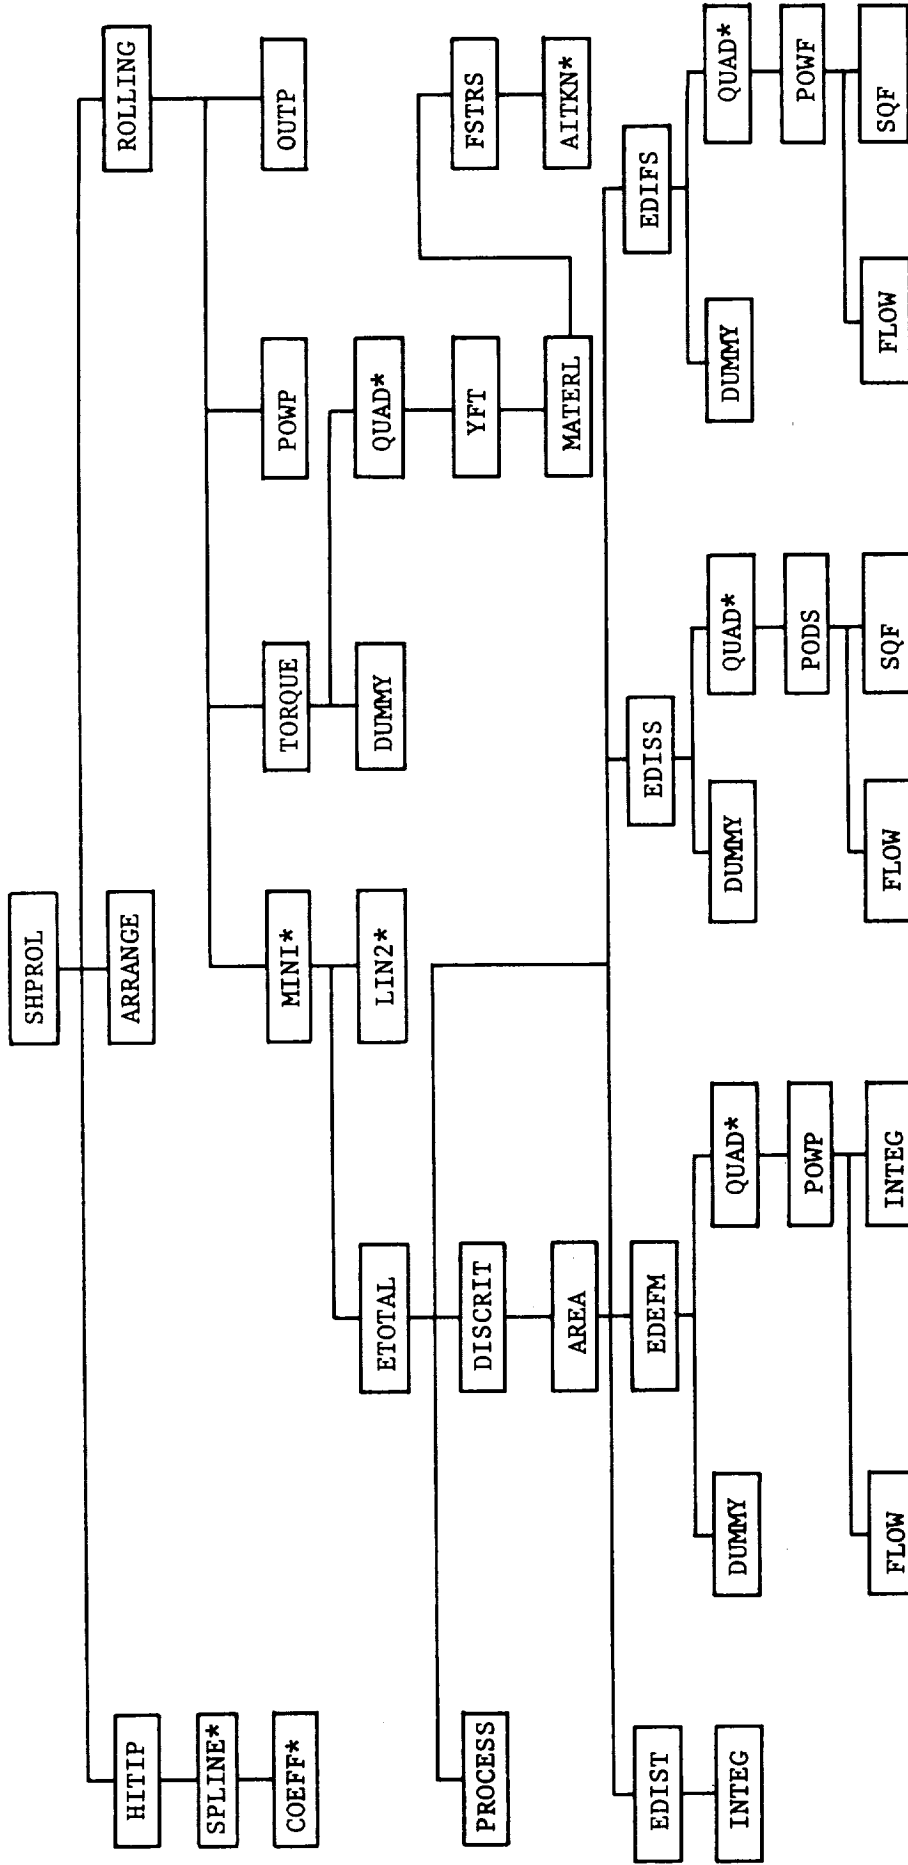 SHPROL
HITIP
ARRANGE
ROLLING
SPLINE*
COEFF*
MINI*
TORQUE
POWP
OUTP
ETOTAL
LIN2*
DUMMY
QUAD*
PROCESS
DISCRIT
YFT
FSTRS
AREA
MATERL
AITKN*
EDIST
EDEFM
EDISS
EDIFS
INTEG
DUMMY
QUAD*
DUMMY
QUAD*
DUMMY
QUAD*
POWP
PODS
POWF
FLOW
INTEG
FLOW
SQF
FLOW
SQF